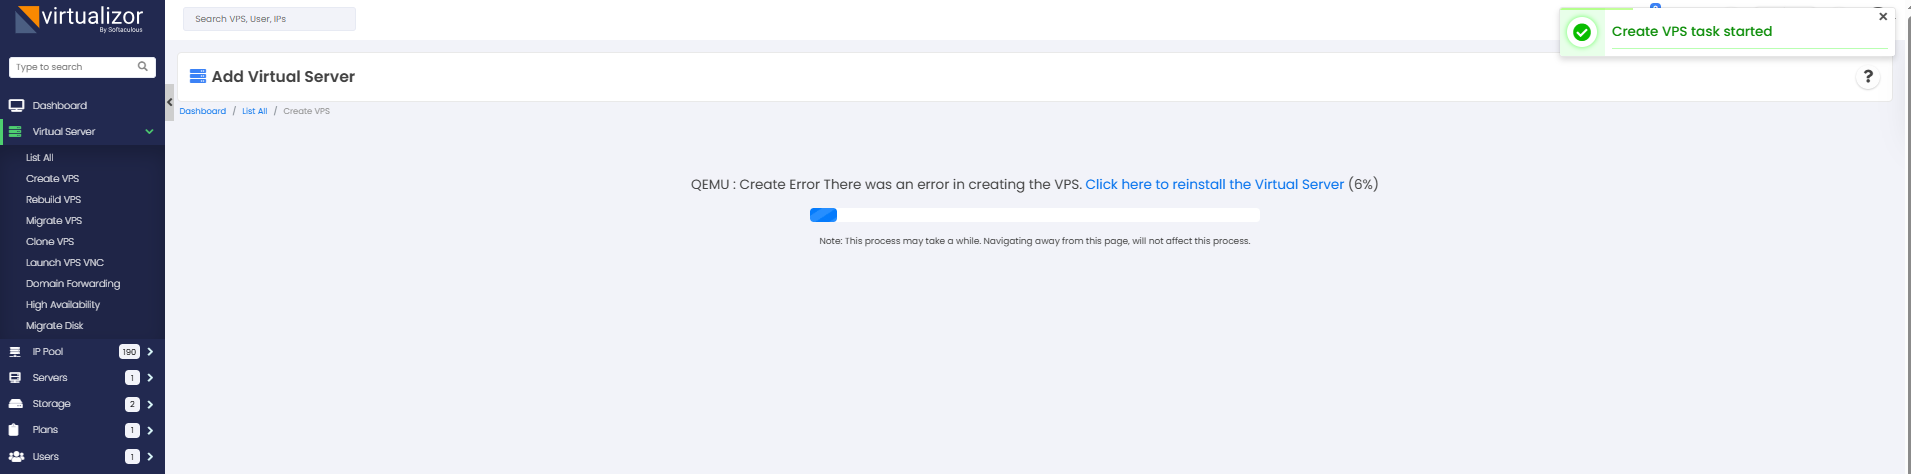 virtualizor
By Softaculous
Search VPS, User, IPs
Create VPS task started
Type to search
Add Virtual Server
?
Dashboard
Dashboard / List All / Create VPS
Virtual Server
List All
Create VPS
Rebuild VPS
Migrate VPS
Clone VPS
Launch VPS VNC
Domain Forwarding
High Availability
Migrate Disk
IP Pool 190
Servers 1
Storage 2
Plans 1
Users 1
QEMU : Create Error There was an error in creating the VPS. Click here to reinstall the Virtual Server (6%)
Note: This process may take a while. Navigating away from this page, will not affect this process.